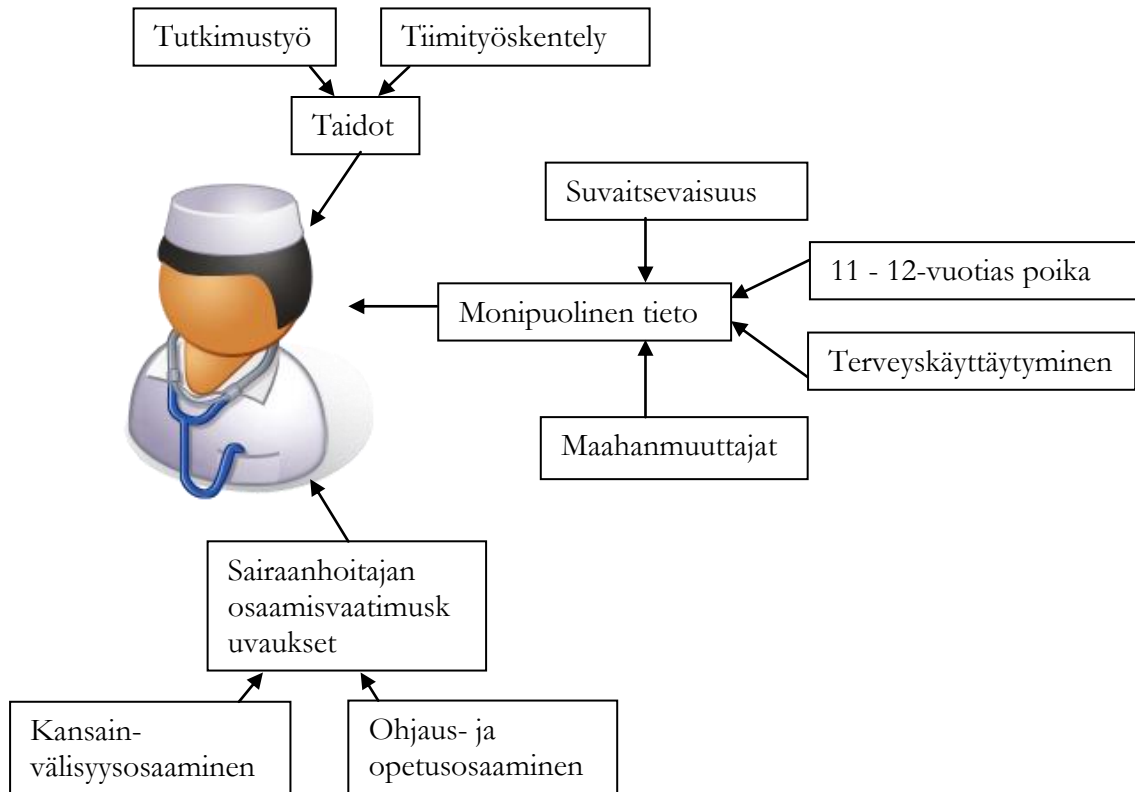 Tutkimustyö
Tiimityöskentely
Taidot
Suvaitsevaisuus
11 - 12-vuotias poika
Monipuolinen tieto
Terveyskäyttäytyminen
Maahanmuuttajat
Sairaanhoitajan
osaamisvaatimusk
uvaukset
Kansain-
välisyysosaaminen
Ohjaus- ja
opetusosaaminen